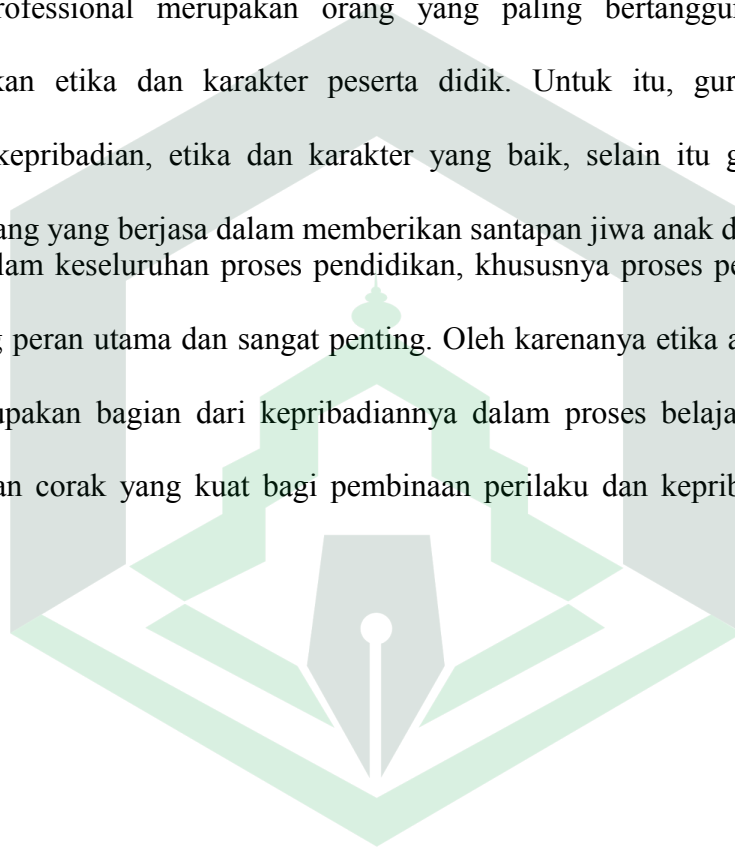 rofessional merupakan orang yang paling bertanggun
kan etika dan karakter peserta didik. Untuk itu, gur
kepribadian, etika dan karakter yang baik, selain itu g
ang yang berjasa dalam memberikan santapan jiwa anak d
lam keseluruhan proses pendidikan, khususnya proses pe
g peran utama dan sangat penting. Oleh karenanya etika a
upakan bagian dari kepribadiannya dalam proses belaja
an corak yang kuat bagi pembinaan perilaku dan keprib